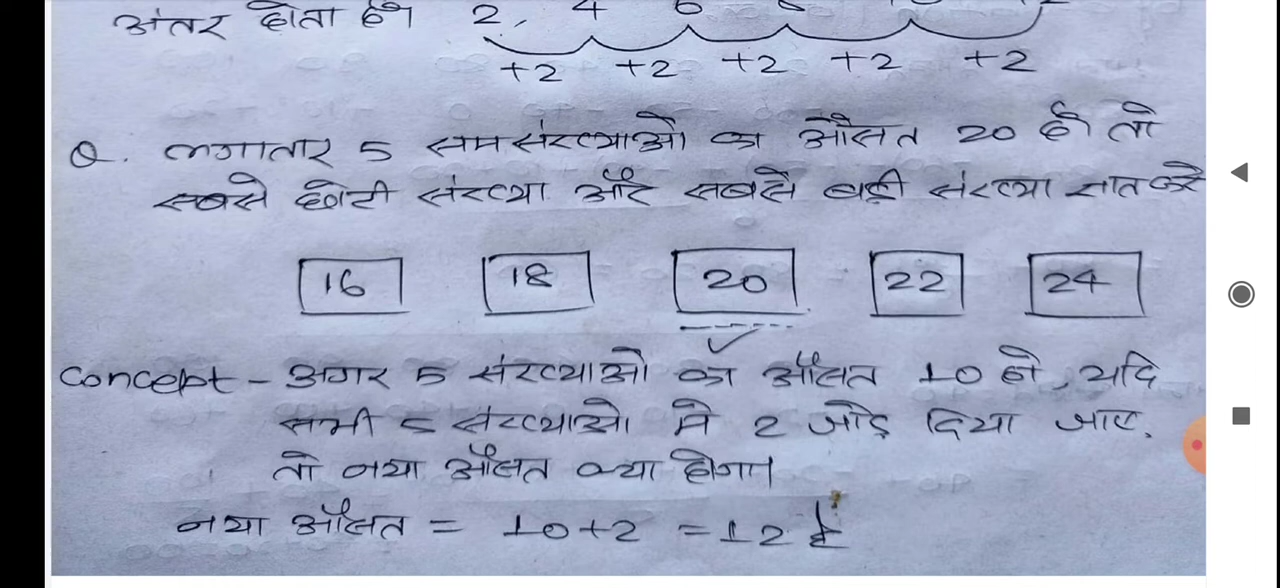 अंतर होता है। 2, 4 6
+2 +2 +2 +2 +2
Q. लगातार 5 समसंख्याओ का औसत 20 है तो
सबसे छोटी संख्या और सबसे बड़ी संख्या ज्ञात करे
16 18 20 22 24
Concept - अगर 5 संख्याओ का औसत 10 हो, यदि
सभी 5 संख्याओ मे 2 जोड़ दिया जाए,
तो नया औसत क्या होगा।
नया औसत = 10+2 = 12 है